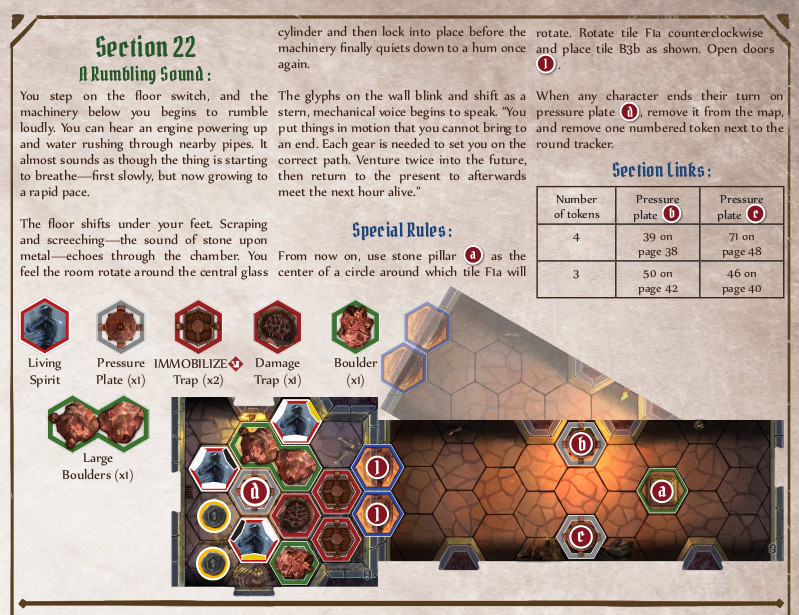 Section 22
A Rumbling Sound:
You step on the floor switch, and the
machinery below you begins to rumble
loudly. You can hear an engine powering up
and water rushing through nearby pipes. It
almost sounds as though the thing is starting
to breathe—first slowly, but now growing to
a rapid pace.
The floor shifts under your feet. Scraping
and screeching—the sound of stone upon
metal—echoes through the chamber. You
feel the room rotate around the central glass
cylinder and then lock into place before the
machinery finally quiets down to a hum once
again.
The glyphs on the wall blink and shift as a
stern, mechanical voice begins to speak. “You
put things in motion that you cannot bring to
an end. Each gear is needed to set you on the
correct path. Venture twice into the future,
then return to the present to afterwards
meet the next hour alive.”
Special Rules:
From now on, use stone pillar a as the
center of a circle around which tile F1a will
rotate. Rotate tile F1a counterclockwise
and place tile B3b as shown. Open doors
1.
When any character ends their turn on
pressure plate d, remove it from the map,
and remove one numbered token next to the
round tracker.
Section Links:
Number of tokens Pressure plate b Pressure plate c
4 39 on page 38 71 on page 48
3 50 on page 42 46 on page 40
Living Spirit
Pressure Plate (x1)
IMMOBILIZE Trap (x2)
Damage Trap (x1)
Boulder (x1)
Large Boulders (x1)
b
1
d
a
1
c